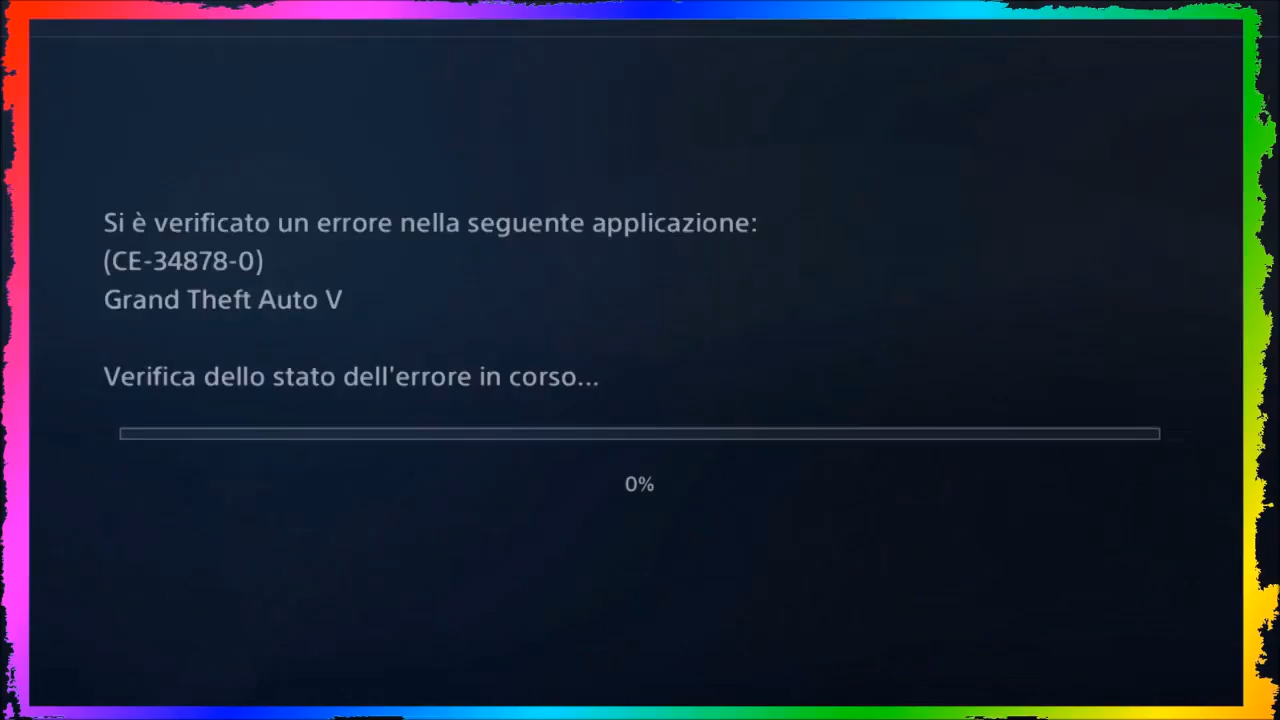 Si è verificato un errore nella seguente applicazione:
(CE-34878-0)
Grand Theft Auto V
Verifica dello stato dell'errore in corso...
0%